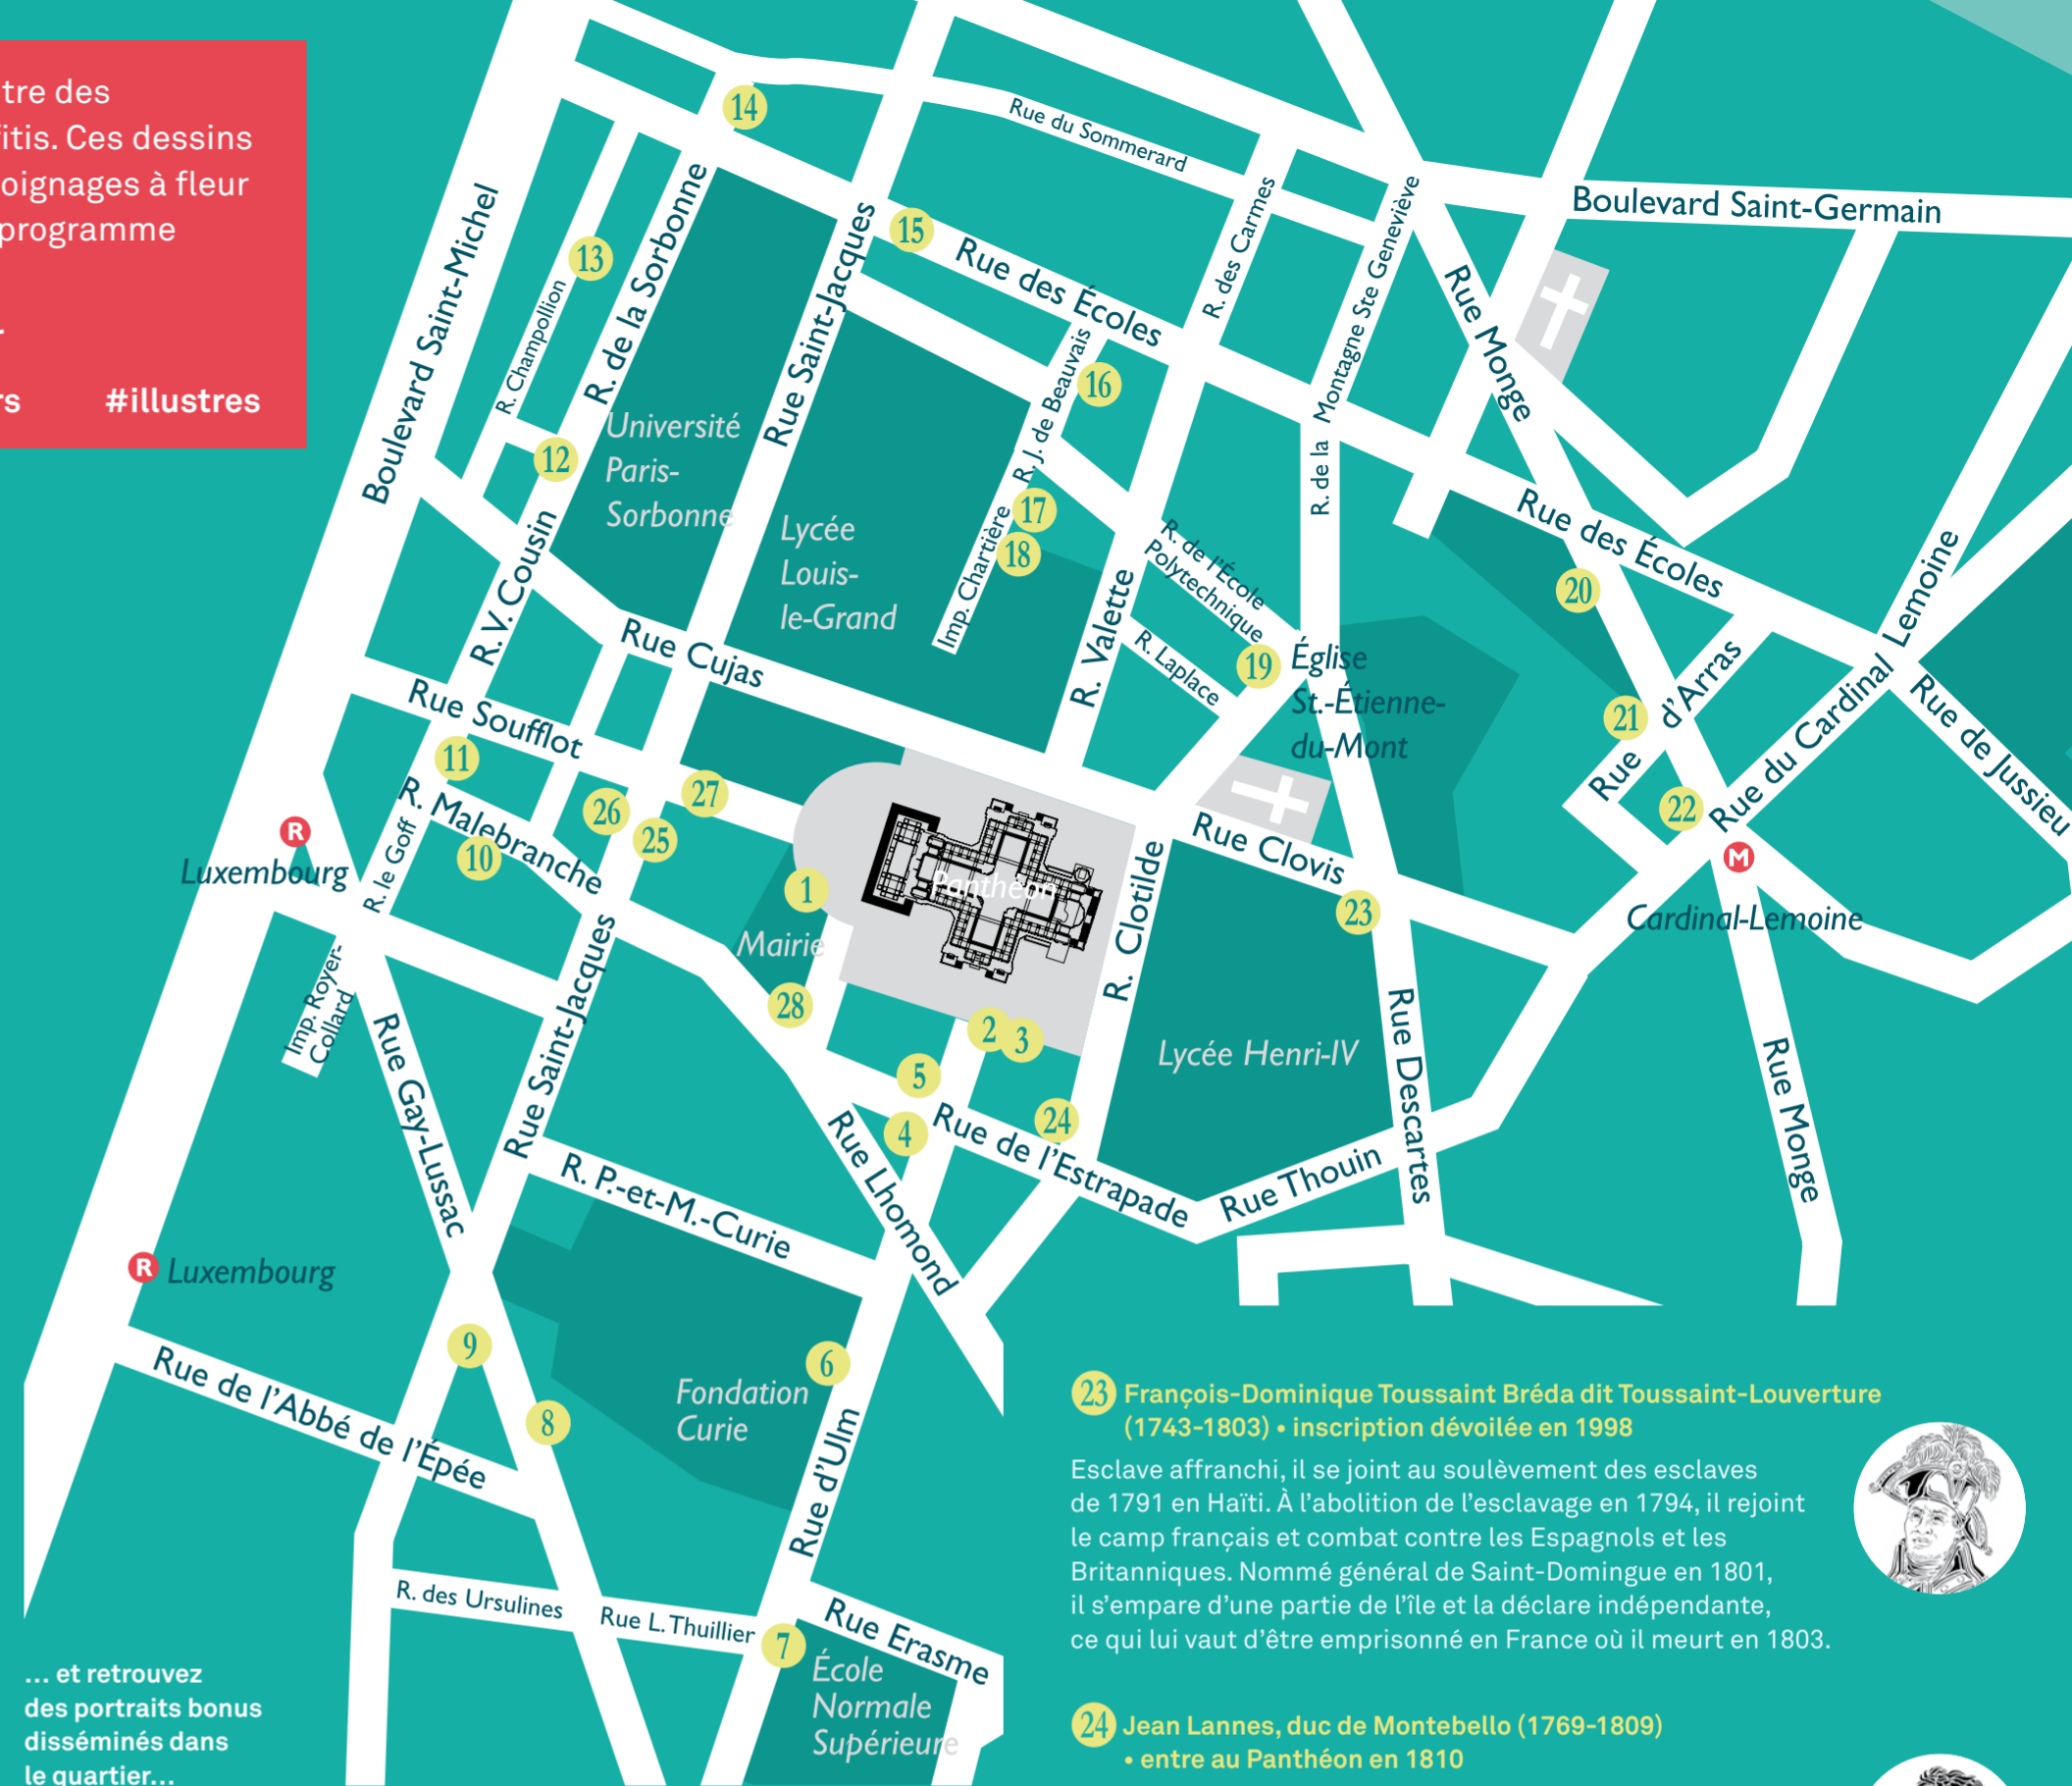 tre des
fitis. Ces dessins
oignages à fleur
programme
rs
#illustres
14
Rue du Sommerard
Boulevard Saint-Germain
Boulevard Saint-Michel
13
R. Champollion
R. de la Sorbonne
Rue Saint-Jacques
15
Rue des Écoles
R. des Carmes
R. de la Montagne Ste Geneviève
Rue Monge
16
R. J. de Beauvais
12
Université
Paris-
Sorbonne
Lycée
Louis-
le-Grand
17
18
Imp. Chartière
R. Valette
R. de l'École
Polytechnique
R. Laplace
19
Église
St.-Étienne-
du-Mont
Rue des Écoles
20
21
Rue d'Arras
22
Rue du Cardinal Lemoine
Rue de Jussieu
M
Cardinal-Lemoine
R.V. Cousin
Rue Cujas
Rue Soufflot
11
R. Malebranche
26
27
25
R
Luxembourg
R. le Goff
10
1
Panthéon
Mairie
28
R. Clotilde
Rue Clovis
23
Imp. Royer-
Collard
Rue Gay-Lussac
Rue Saint-Jacques
2
3
5
4
24
Lycée Henri-IV
Rue Descartes
Rue Monge
Rue de l'Estrapade
Rue Thouin
Rue Lhomond
R. P.-et-M.-Curie
R
Luxembourg
9
8
6
Fondation
Curie
Rue de l'Abbé de l'Épée
Rue d'Ulm
R. des Ursulines
Rue L. Thuillier
7
Rue Erasme
École
Normale
Supérieure
... et retrouvez
des portraits bonus
disséminés dans
le quartier...
23 François-Dominique Toussaint Bréda dit Toussaint-Louverture
(1743-1803) • inscription dévoilée en 1998
Esclave affranchi, il se joint au soulèvement des esclaves
de 1791 en Haïti. À l'abolition de l'esclavage en 1794, il rejoint
le camp français et combat contre les Espagnols et les
Britanniques. Nommé général de Saint-Domingue en 1801,
il s'empare d'une partie de l'île et la déclare indépendante,
ce qui lui vaut d'être emprisonné en France où il meurt en 1803.
24 Jean Lannes, duc de Montebello (1769-1809)
• entre au Panthéon en 1810